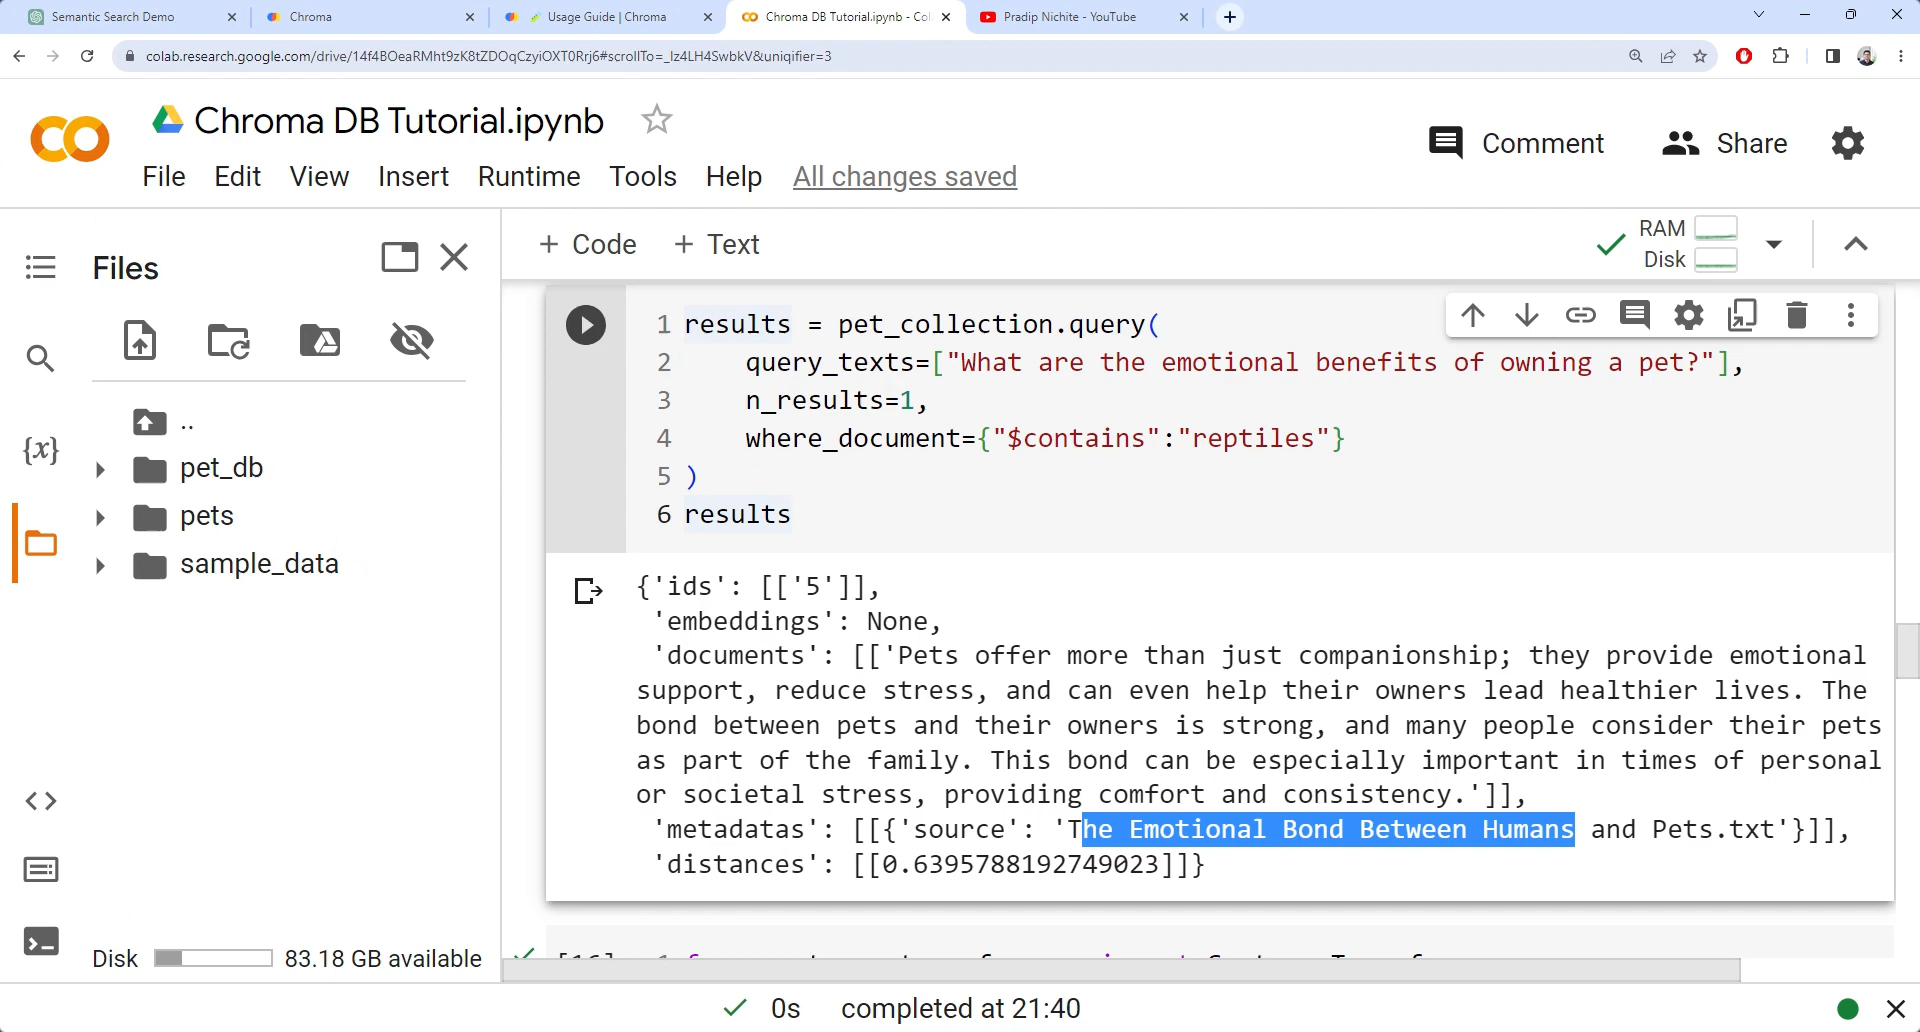 Semantic Search Demo
Chroma
Usage Guide | Chroma
Chroma DB Tutorial.ipynb - Co
Pradip Nichite - YouTube
colab.research.google.com/drive/14f4BOeaRMht9zK8tZDOqCzyiOXT0Rrj6#scrollTo=_Iz4LH4SwbkV&uniqifier=3
Chroma DB Tutorial.ipynb
Comment
Share
File Edit View Insert Runtime Tools Help All changes saved
+ Code + Text
RAM
Disk
Files
..
pet_db
pets
sample_data
{x}
1 results = pet_collection.query(
2 query_texts=["What are the emotional benefits of owning a pet?"],
3 n_results=1,
4 where_document={"$contains":"reptiles"}
5 )
6 results
{'ids': [['5']],
'embeddings': None,
'documents': [['Pets offer more than just companionship; they provide emotional
support, reduce stress, and can even help their owners lead healthier lives. The
bond between pets and their owners is strong, and many people consider their pets
as part of the family. This bond can be especially important in times of personal
or societal stress, providing comfort and consistency.']],
'metadatas': [[{'source': 'The Emotional Bond Between Humans and Pets.txt'}]],
'distances': [[0.6395788192749023]]}
Disk 83.18 GB available
0s completed at 21:40